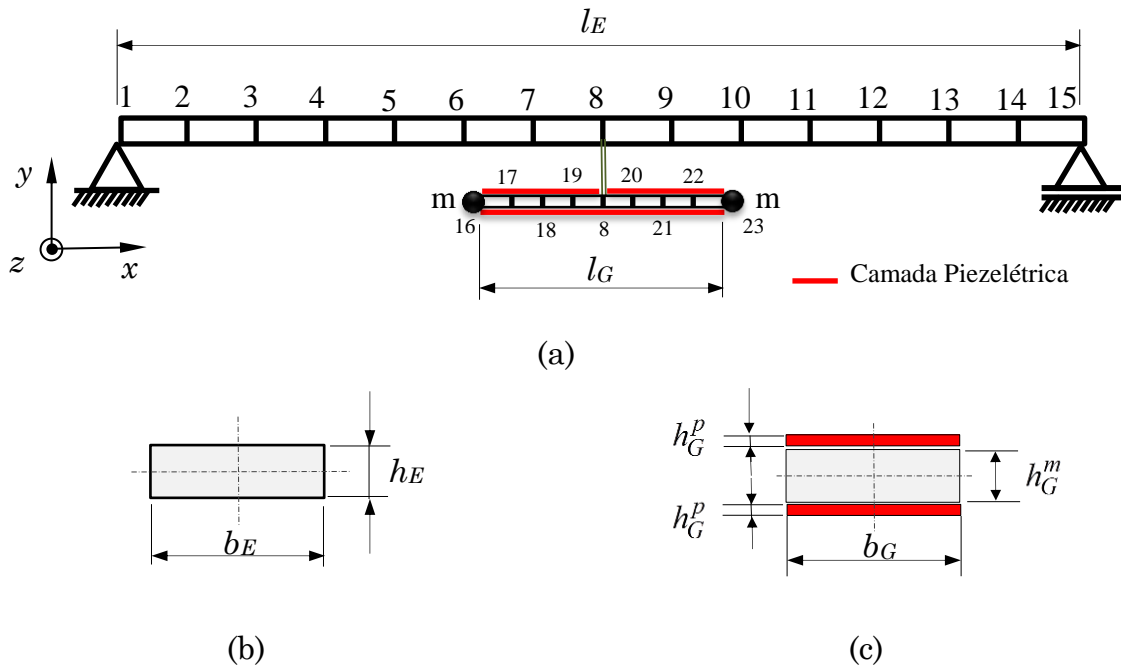 l_E
1 2 3 4 5 6 7 8 9 10 11 12 13 14 15
y
17 19 20 22
m m
16 18 8 21 23
z x
l_G
Camada Piezelétrica
(a)
h_G^p
h_E
h_G^m
h_G^p
b_E
b_G
(b) (c)